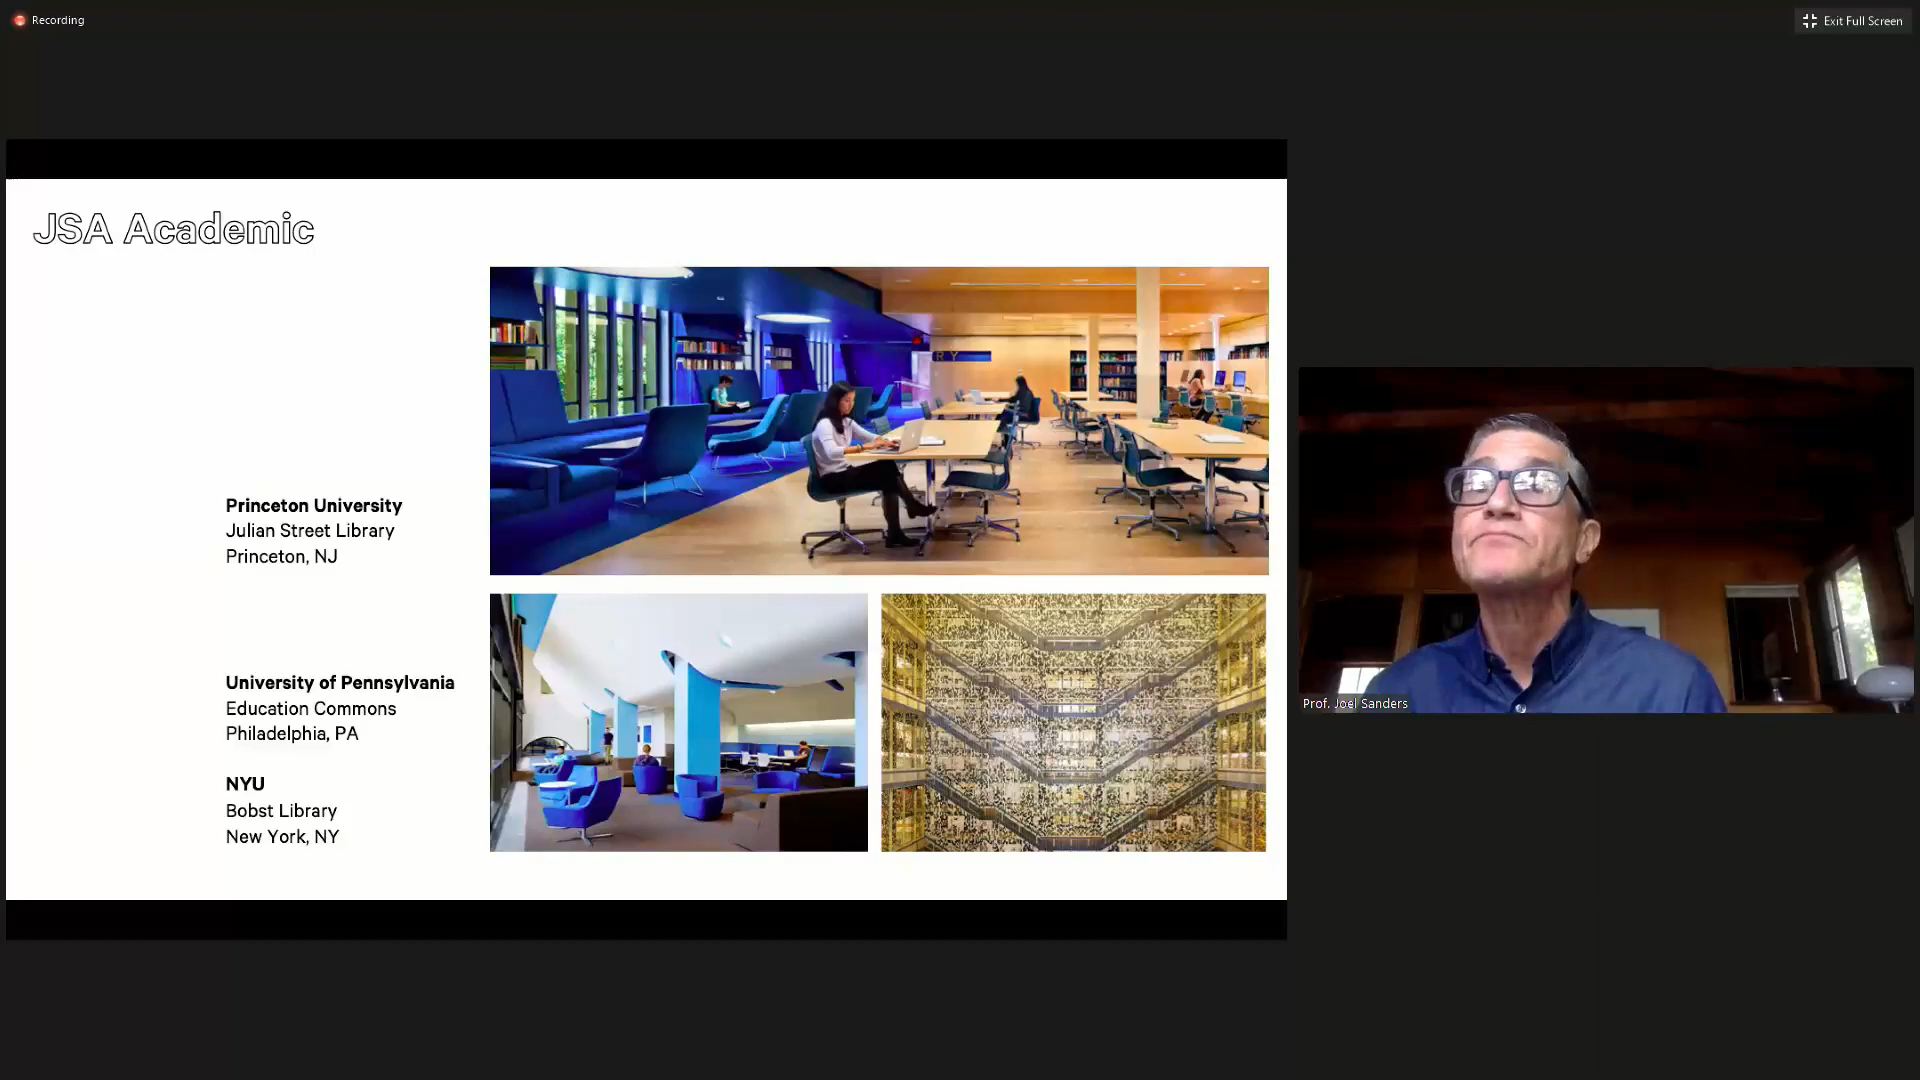 Recording
Exit Full Screen
JSA Academic
RY
Princeton University
Julian Street Library
Princeton, NJ
University of Pennsylvania
Education Commons
Philadelphia, PA
NYU
Bobst Library
New York, NY
Prof. Joel Sanders